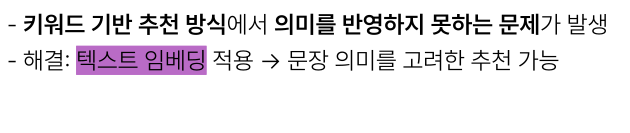 - 키워드 기반 추천 방식에서 의미를 반영하지 못하는 문제가 발생
- 해결: 텍스트 임베딩 적용 → 문장 의미를 고려한 추천 가능